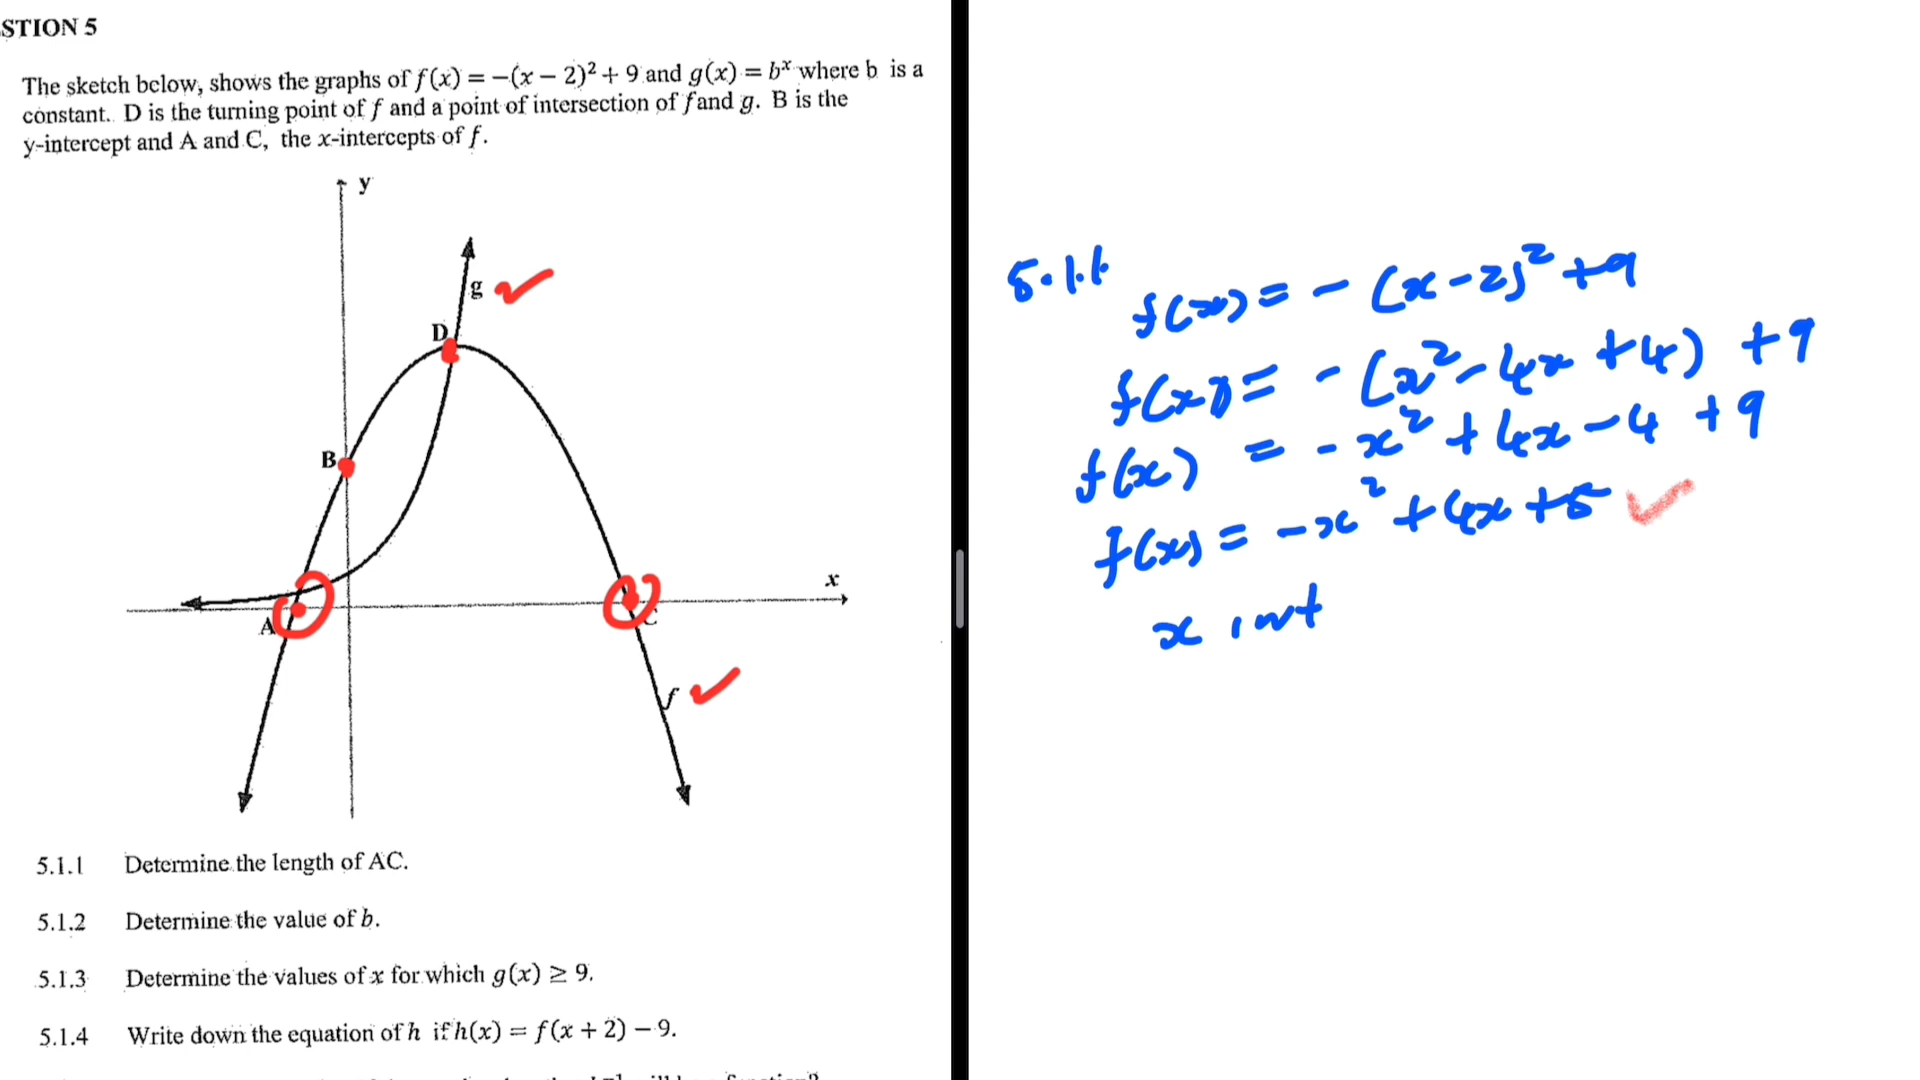 STION 5
The sketch below, shows the graphs of f(x) = −(x − 2)² + 9 and g(x) = bˣ where b is a
constant. D is the turning point of f and a point of intersection of f and g. B is the
y-intercept and A and C, the x-intercepts of f.
y
g
D
B
x
A
C
f
5.1.1 Determine the length of AC.
5.1.2 Determine the value of b.
5.1.3 Determine the values of x for which g(x) ≥ 9.
5.1.4 Write down the equation of h if h(x) = f(x + 2) − 9.
5.1.1
f(x) = − (x−2)² + 9
f(x) = − (x² − 4x + 4) + 9
f(x) = − x² + 4x − 4 + 9
f(x) = −x² + 4x + 5
x int